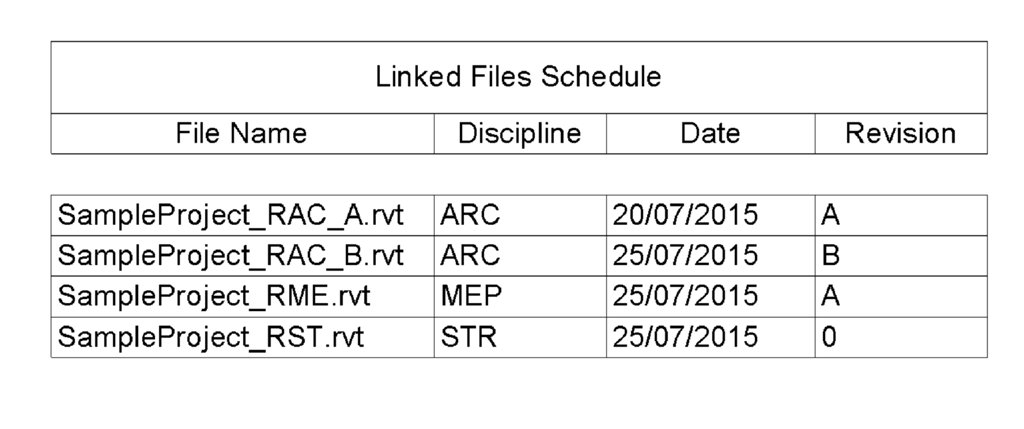 Linked Files Schedule
File Name Discipline Date Revision
SampleProject_RAC_A.rvt ARC 20/07/2015 A
SampleProject_RAC_B.rvt ARC 25/07/2015 B
SampleProject_RME.rvt MEP 25/07/2015 A
SampleProject_RST.rvt STR 25/07/2015 0